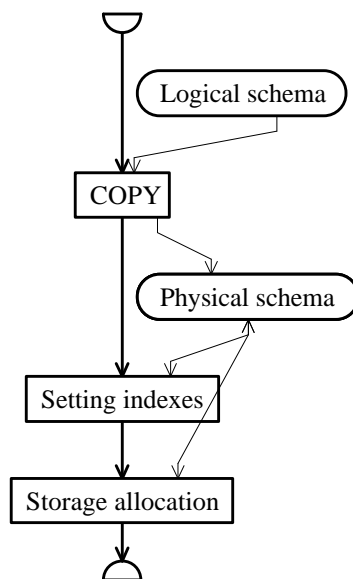 Logical schema
COPY
Physical schema
Setting indexes
Storage allocation